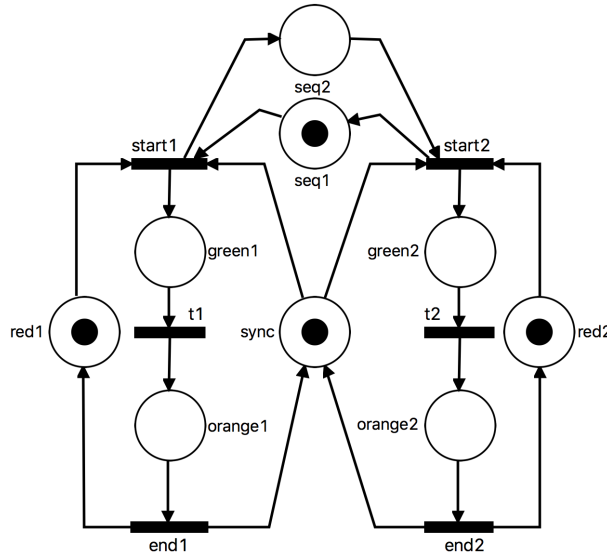 seq2
start1
start2
seq1
green1
green2
red1
t1
sync
t2
red2
orange1
orange2
end1
end2